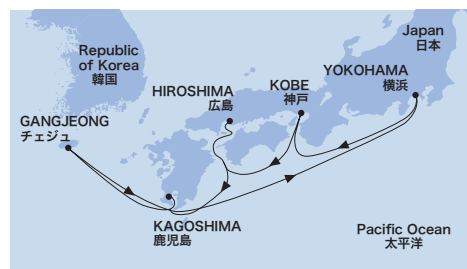 Japan
日本
Republic
of Korea
韓国
YOKOHAMA
横浜
KOBE
神戸
HIROSHIMA
広島
GANGJEONG
チェジュ
KAGOSHIMA
鹿児島
Pacific Ocean
太平洋